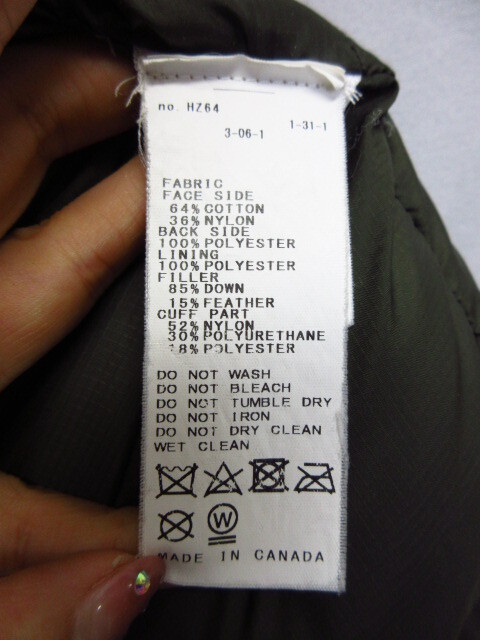 no. HZ64
1-31-1
3-06-1
FABRIC
FACE SIDE
64% COTTON
36% NYLON
BACK SIDE
100% POLYESTER
LINING
100% POLYESTER
FILLER
85% DOWN
15% FEATHER
CUFF PART
52% NYLON
30% POLYURETHANE
18% POLYESTER
DO NOT WASH
DO NOT BLEACH
DO NOT TUMBLE DRY
DO NOT IRON
DO NOT DRY CLEAN
WET CLEAN
W
MADE IN CANADA